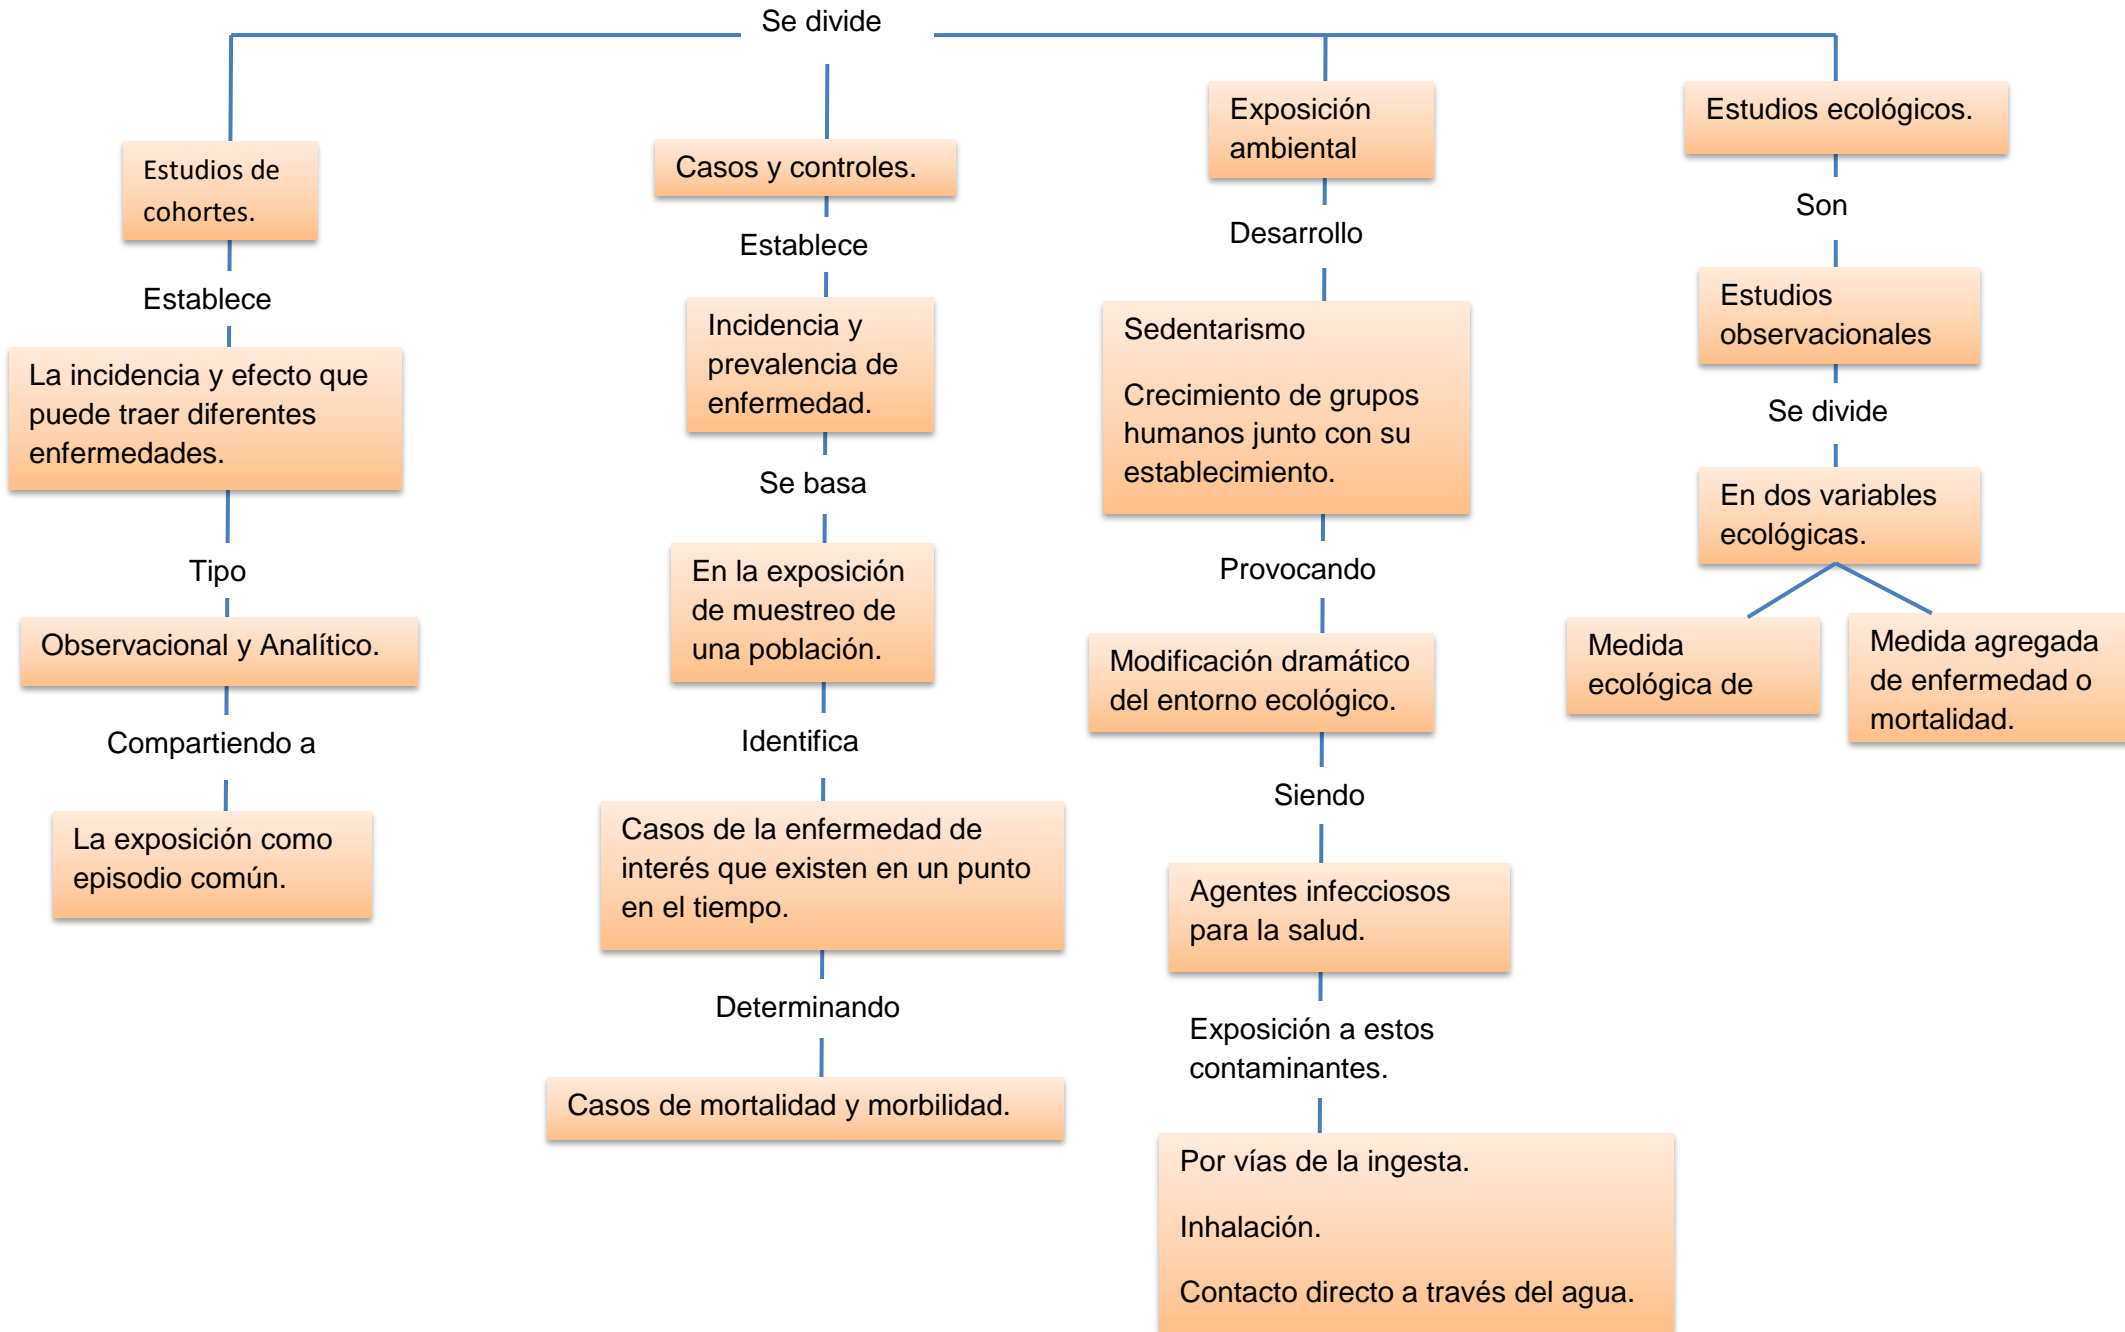 Se divide
Estudios de
cohortes.
Establece
La incidencia y efecto que
puede traer diferentes
enfermedades.
Tipo
Observacional y Analítico.
Compartiendo a
La exposición como
episodio común.
Casos y controles.
Establece
Incidencia y
prevalencia de
enfermedad.
Se basa
En la exposición
de muestreo de
una población.
Identifica
Casos de la enfermedad de
interés que existen en un punto
en el tiempo.
Determinando
Casos de mortalidad y morbilidad.
Exposición
ambiental
Desarrollo
Sedentarismo
Crecimiento de grupos
humanos junto con su
establecimiento.
Provocando
Modificación dramático
del entorno ecológico.
Siendo
Agentes infecciosos
para la salud.
Exposición a estos
contaminantes.
Por vías de la ingesta.
Inhalación.
Contacto directo a través del agua.
Estudios ecológicos.
Son
Estudios
observacionales
Se divide
En dos variables
ecológicas.
Medida
ecológica de
Medida agregada
de enfermedad o
mortalidad.